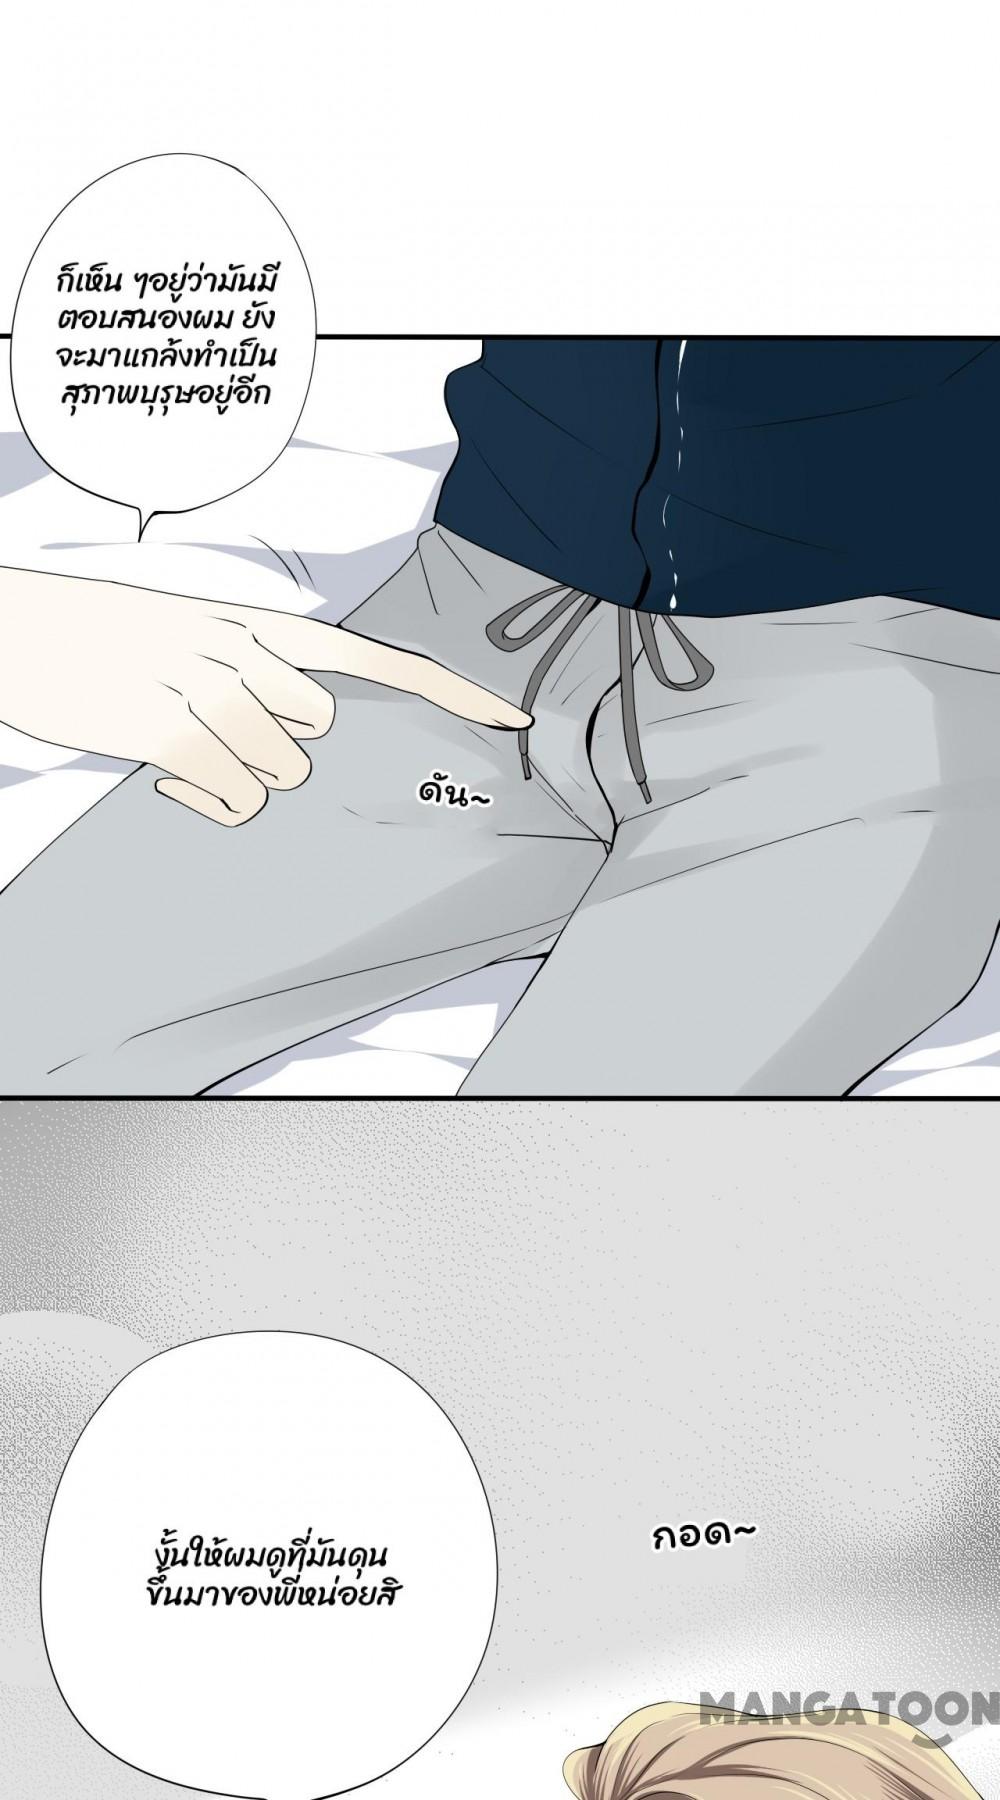 ก็เห็น ๆอยู่ว่ามันมี
ตอบสนองผม ยัง
จะมาแกล้งทำเป็น
สุภาพบุรุษอยู่อีก
ดัน~
กอด~
งั้นให้ผมดูที่มันดุน
ขึ้นมาของพี่หน่อยสิ
MANGATOON